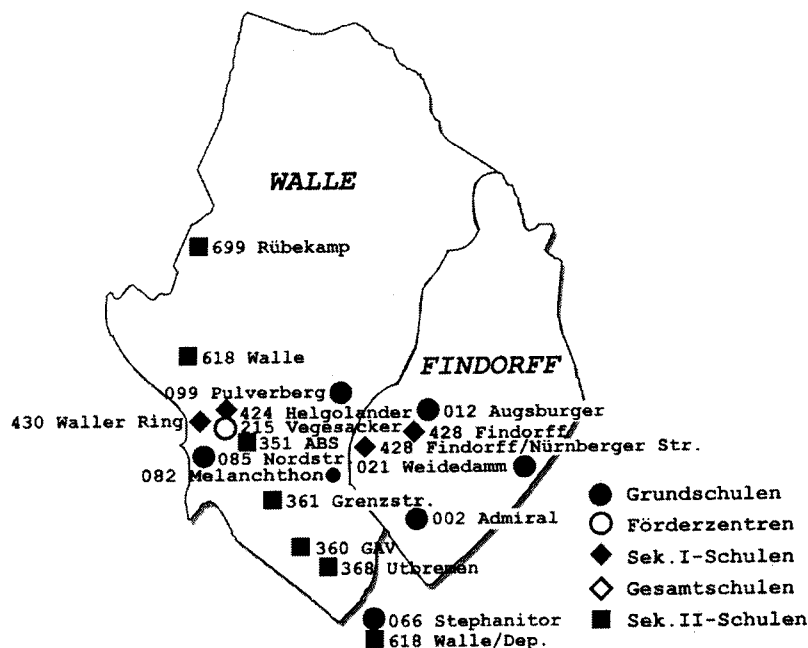 WALLE
699 Rübekamp
618 Walle
FINDORFF
099 Pulverberg
424 Helgolander
012 Augsburger
430 Waller Ring
215 Vegesacker
428 Findorff
351 ABS
428 Findorff/Nürnberger Str.
085 Nordstr.
021 Weidedamm
082 Melanchthon
361 Grenzstr.
002 Admiral
360 GAV
368 Utbremen
066 Stephanitor
618 Walle/Dep.
Grundschulen
Förderzentren
Sek.I-Schulen
Gesamtschulen
Sek.II-Schulen